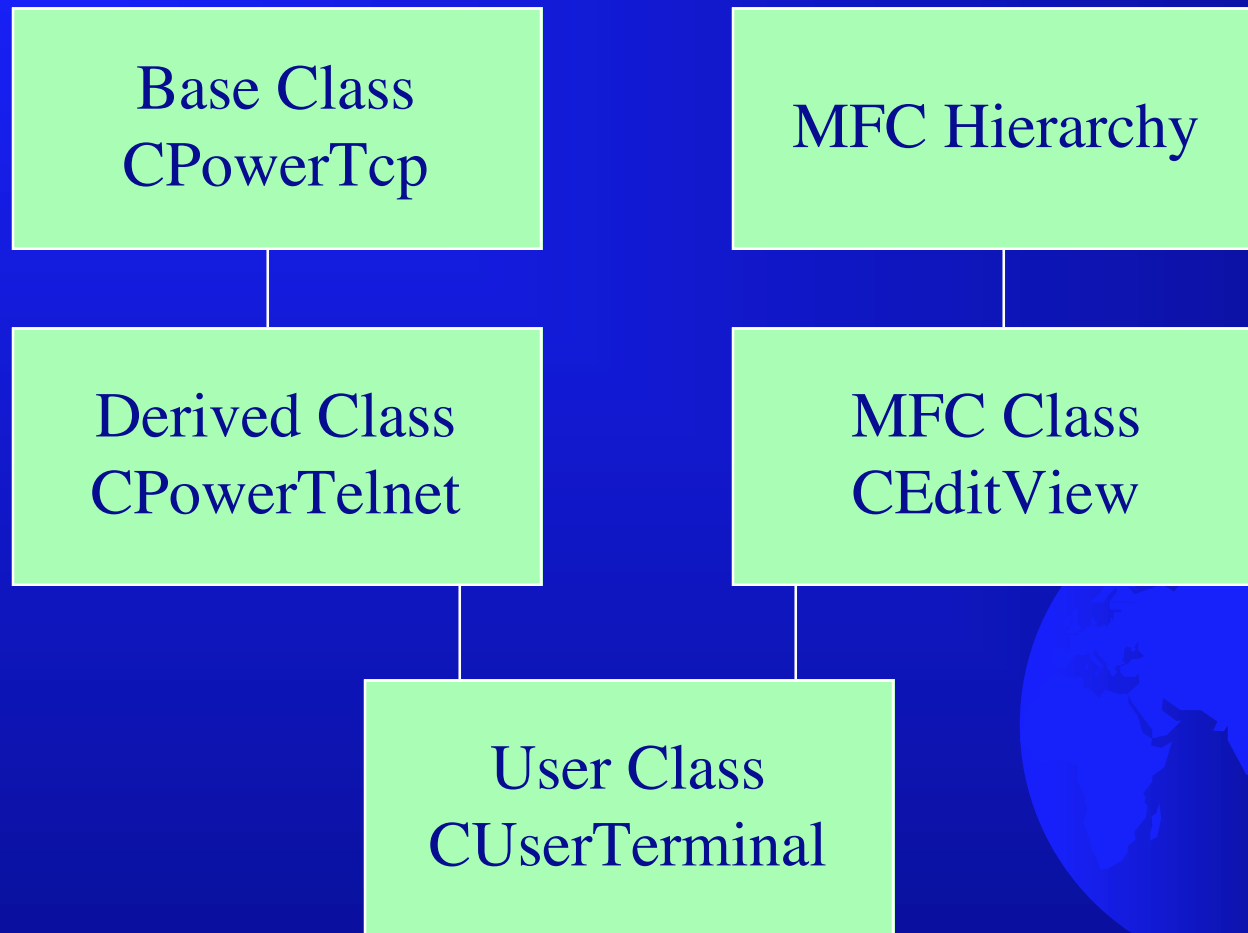 Base Class
CPowerTcp
MFC Hierarchy
Derived Class
CPowerTelnet
MFC Class
CEditView
User Class
CUserTerminal